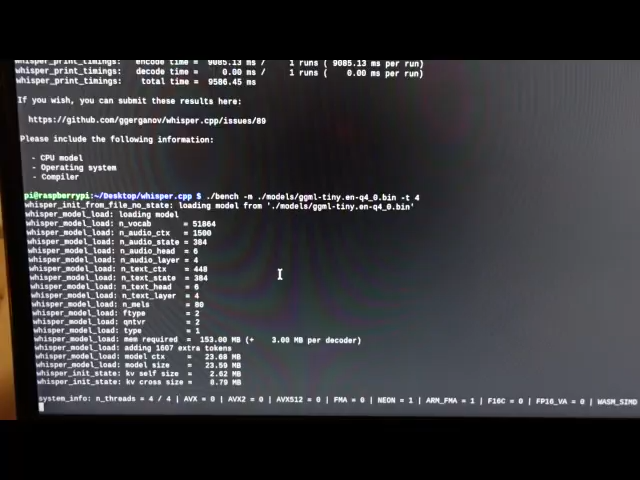 whisper_print_timings: encode time = 9085.13 ms / 1 runs ( 9085.13 ms per run)
whisper_print_timings: decode time = 0.00 ms / 1 runs ( 0.00 ms per run)
whisper_print_timings: total time = 9586.45 ms
If you wish, you can submit these results here:
https://github.com/ggerganov/whisper.cpp/issues/89
Please include the following information:
- CPU model
- Operating system
- Compiler
pi@raspberrypi:~/Desktop/whisper.cpp $ ./bench -m ./models/ggml-tiny.en-q4_0.bin -t 4
whisper_init_from_file_no_state: loading model from './models/ggml-tiny.en-q4_0.bin'
whisper_model_load: loading model
whisper_model_load: n_vocab = 51864
whisper_model_load: n_audio_ctx = 1500
whisper_model_load: n_audio_state = 384
whisper_model_load: n_audio_head = 6
whisper_model_load: n_audio_layer = 4
whisper_model_load: n_text_ctx = 448
whisper_model_load: n_text_state = 384
whisper_model_load: n_text_head = 6
whisper_model_load: n_text_layer = 4
whisper_model_load: n_mels = 80
whisper_model_load: ftype = 2
whisper_model_load: qntvr = 2
whisper_model_load: type = 1
whisper_model_load: mem required = 153.00 MB (+ 3.00 MB per decoder)
whisper_model_load: adding 1607 extra tokens
whisper_model_load: model ctx = 23.68 MB
whisper_model_load: model size = 23.59 MB
whisper_init_state: kv self size = 2.62 MB
whisper_init_state: kv cross size = 8.79 MB
system_info: n_threads = 4 / 4 | AVX = 0 | AVX2 = 0 | AVX512 = 0 | FMA = 0 | NEON = 1 | ARM_FMA = 1 | F16C = 0 | FP16_VA = 0 | WASM_SIMD